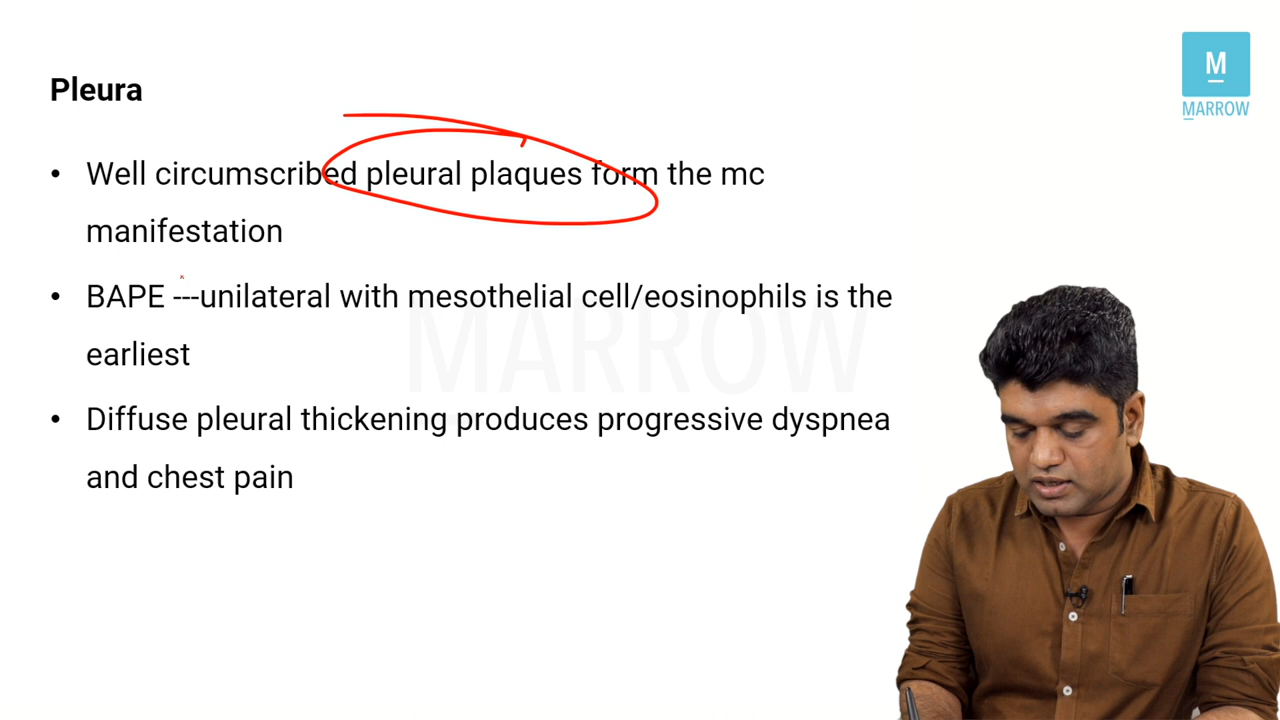 M
MARROW
Pleura
• Well circumscribed pleural plaques form the mc
manifestation
• BAPE ---unilateral with mesothelial cell/eosinophils is the
earliest
• Diffuse pleural thickening produces progressive dyspnea
and chest pain
MARROW